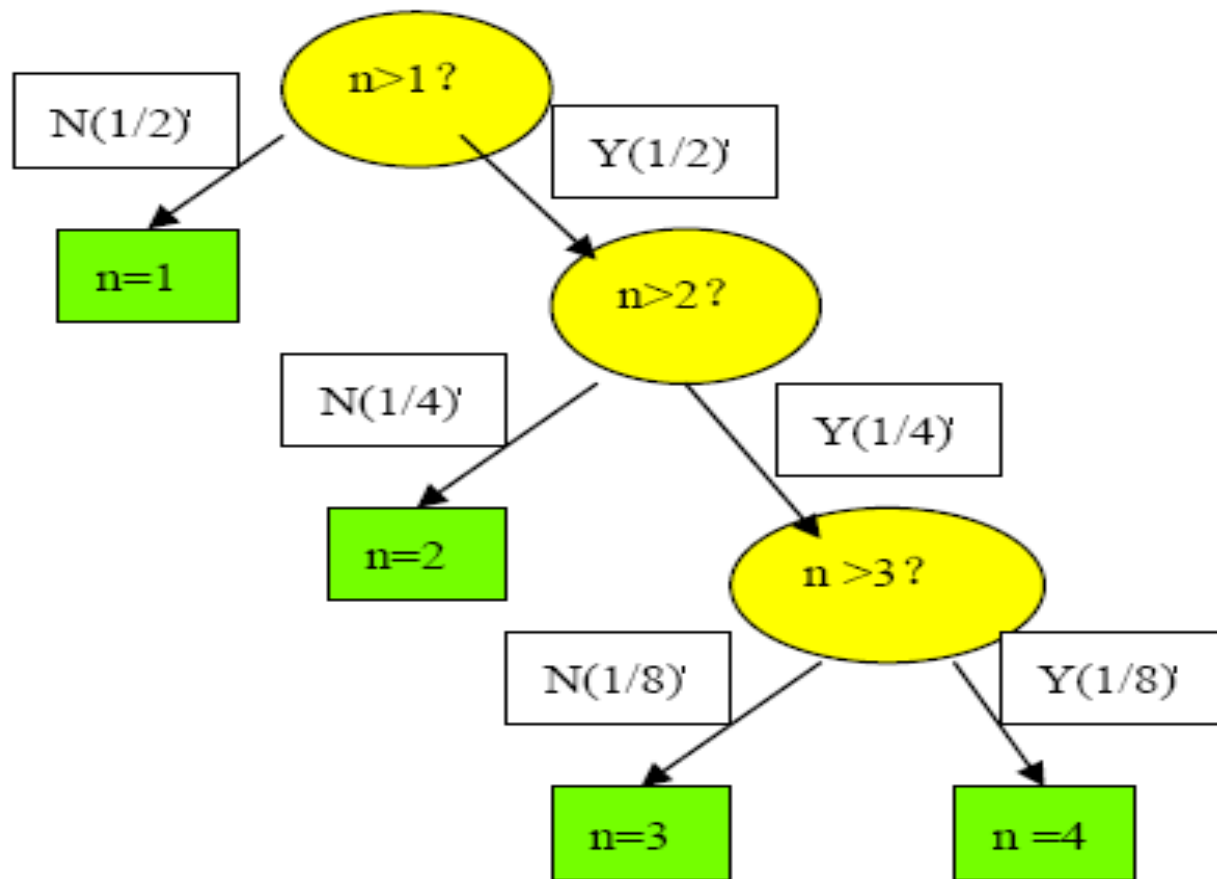 n>1?
N(1/2)'
Y(1/2)'
n=1
n>2?
N(1/4)'
Y(1/4)'
n=2
n >3?
N(1/8)'
Y(1/8)'
n=3
n =4